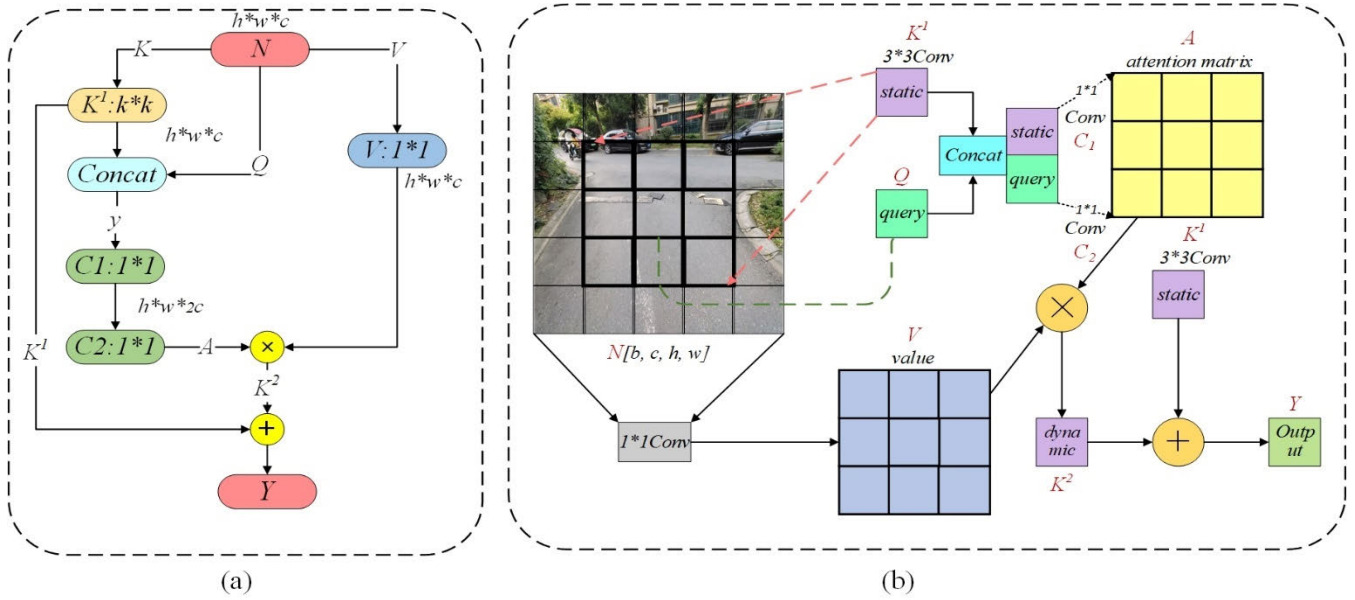 h*w*c
N
K
V
K¹:k*k
h*w*c
Q
V:1*1
h*w*c
Concat
y
C1:1*1
h*w*2c
C2:1*1
A
×
K¹
K²
+
Y
(a)
K¹
3*3Conv
static
A
attention matrix
1*1
Conv
C₁
static
Concat
query
Q
query
1*1
Conv
C₂
K¹
3*3Conv
static
×
N[b, c, h, w]
V
value
1*1Conv
dyna
mic
K²
+
Y
Outp
ut
(b)